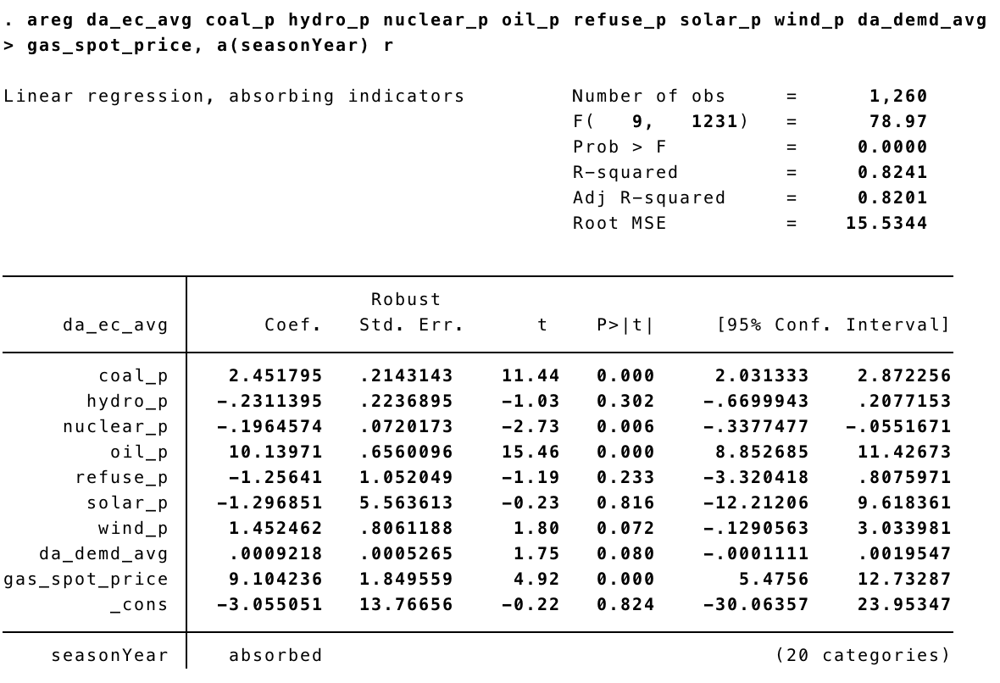 . areg da_ec_avg coal_p hydro_p nuclear_p oil_p refuse_p solar_p wind_p da_demd_avg
> gas_spot_price, a(seasonYear) r
Linear regression, absorbing indicators Number of obs = 1,260
F( 9, 1231) = 78.97
Prob > F = 0.0000
R-squared = 0.8241
Adj R-squared = 0.8201
Root MSE = 15.5344
Robust
da_ec_avg Coef. Std. Err. t P>|t| [95% Conf. Interval]
coal_p 2.451795 .2143143 11.44 0.000 2.031333 2.872256
hydro_p -.2311395 .2236895 -1.03 0.302 -.6699943 .2077153
nuclear_p -.1964574 .0720173 -2.73 0.006 -.3377477 -.0551671
oil_p 10.13971 .6560096 15.46 0.000 8.852685 11.42673
refuse_p -1.25641 1.052049 -1.19 0.233 -3.320418 .8075971
solar_p -1.296851 5.563613 -0.23 0.816 -12.21206 9.618361
wind_p 1.452462 .8061188 1.80 0.072 -.1290563 3.033981
da_demd_avg .0009218 .0005265 1.75 0.080 -.0001111 .0019547
gas_spot_price 9.104236 1.849559 4.92 0.000 5.4756 12.73287
_cons -3.055051 13.76656 -0.22 0.824 -30.06357 23.95347
seasonYear absorbed (20 categories)